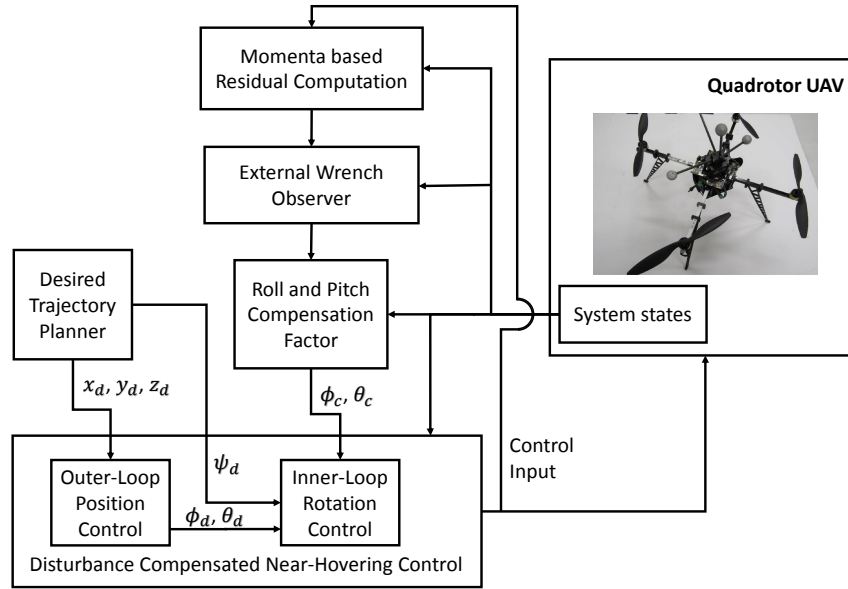 Momenta based
Residual Computation
Quadrotor UAV
External Wrench
Observer
Desired
Trajectory
Planner
Roll and Pitch
Compensation
Factor
System states
x_d, y_d, z_d
ϕ_c, θ_c
ψ_d
Control
Input
Outer-Loop
Position
Control
ϕ_d, θ_d
Inner-Loop
Rotation
Control
Disturbance Compensated Near-Hovering Control